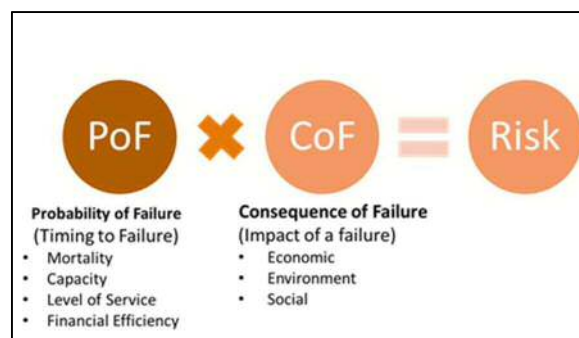 PoF × CoF = Risk
Probability of Failure
(Timing to Failure)
• Mortality
• Capacity
• Level of Service
• Financial Efficiency
Consequence of Failure
(Impact of a failure)
• Economic
• Environment
• Social